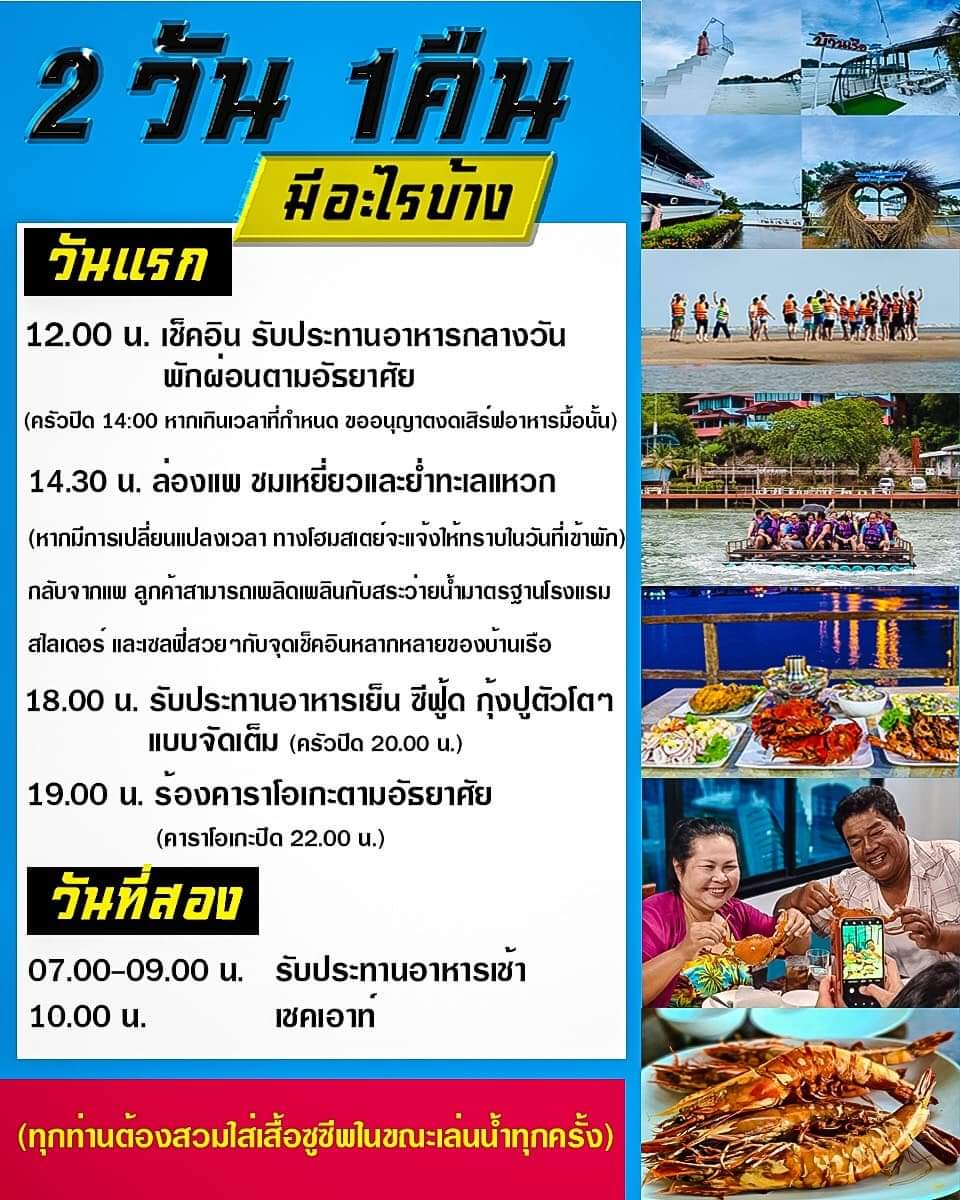 2 วัน 1คืน
มีอะไรบ้าง
วันแรก
12.00 น. เช็คอิน รับประทานอาหารกลางวัน
พักผ่อนตามอัธยาศัย
(ครัวปิด 14:00 หากเกินเวลาที่กำหนด ขออนุญาตงดเสิร์ฟอาหารมื้อนั้น)
14.30 น. ล่องแพ ชมเหยี่ยวและย่ำทะเลแหวก
(หากมีการเปลี่ยนแปลงเวลา ทางโฮมสเตย์จะแจ้งให้ทราบในวันที่เข้าพัก)
กลับจากแพ ลูกค้าสามารถเพลิดเพลินกับสระว่ายน้ำมาตรฐานโรงแรม
สไลเดอร์ และเซลฟี่สวยๆกับจุดเช็คอินหลากหลายของบ้านเรือ
18.00 น. รับประทานอาหารเย็น ซีฟู้ด กุ้งปูตัวโตๆ
แบบจัดเต็ม (ครัวปิด 20.00 น.)
19.00 น. ร้องคาราโอเกะตามอัธยาศัย
(คาราโอเกะปิด 22.00 น.)
วันที่สอง
07.00-09.00 น. รับประทานอาหารเช้า
10.00 น. เชคเอาท์
(ทุกท่านต้องสวมใส่เสื้อชูชีพในขณะเล่นน้ำทุกครั้ง)
บ้านเรือ